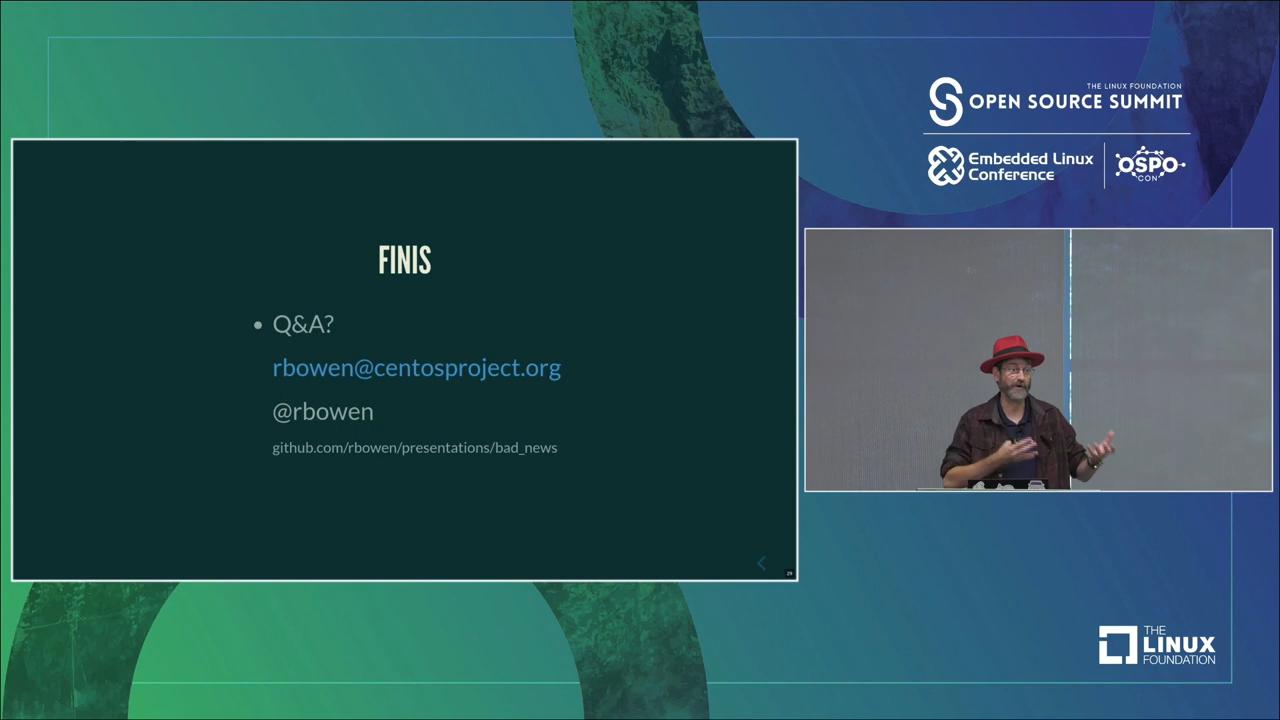 THE LINUX FOUNDATION
OPEN SOURCE SUMMIT
Embedded Linux
Conference
OSPO
CON
FINIS
Q&A?
rbowen@centosproject.org
@rbowen
github.com/rbowen/presentations/bad_news
29
THE
LINUX
FOUNDATION